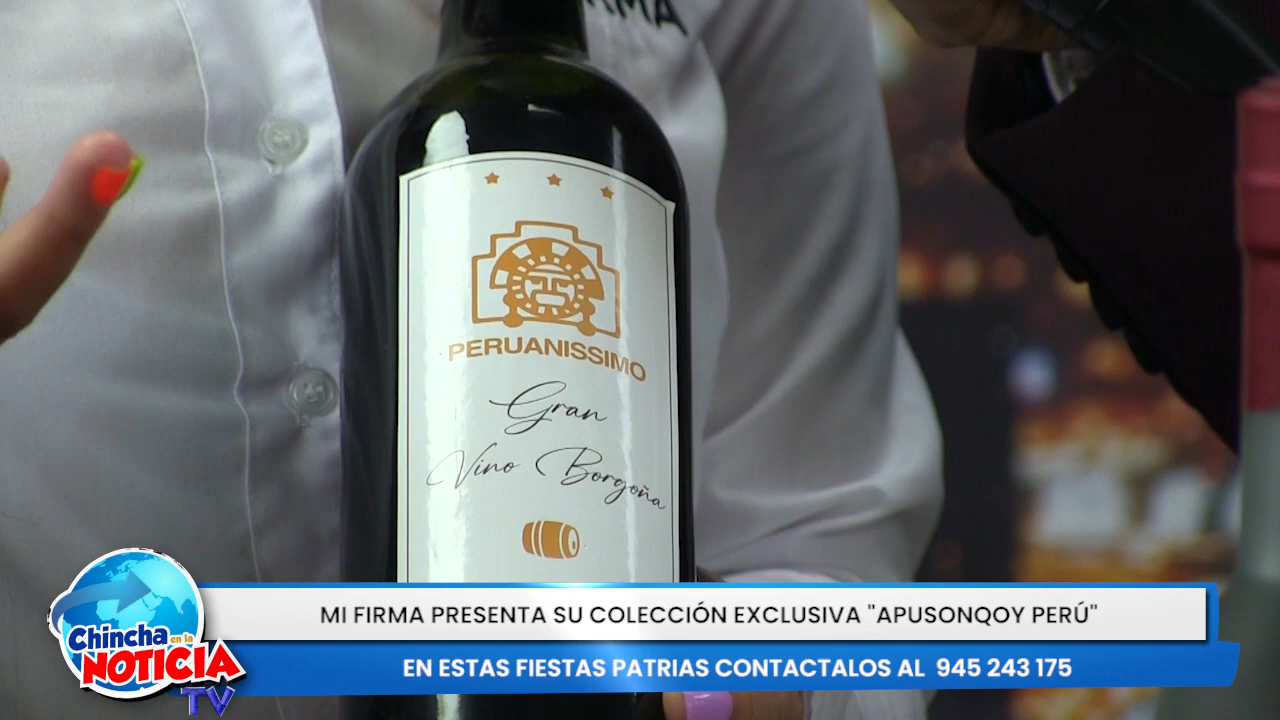 PERUANISSIMO
Gran
Vino Borgoña
MI FIRMA PRESENTA SU COLECCIÓN EXCLUSIVA "APUSONQOY PERÚ"
EN ESTAS FIESTAS PATRIAS CONTACTALOS AL 945 243 175
Chincha en la
NOTICIA
TV